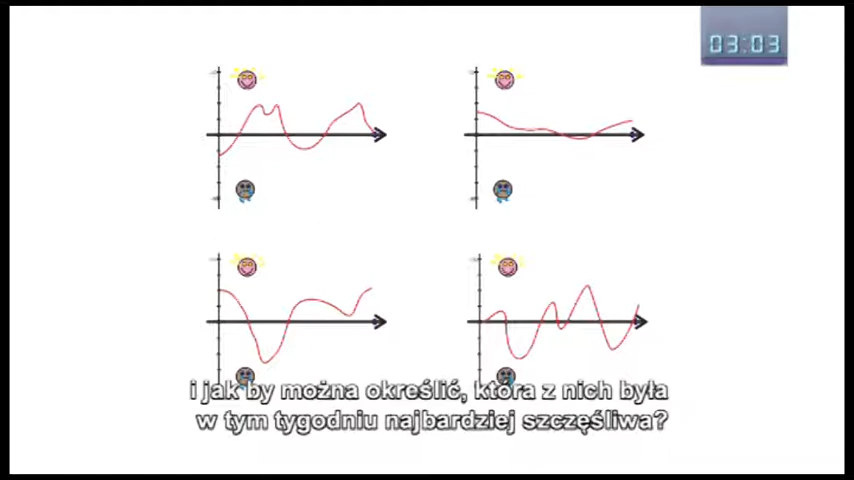 03:03
i jak by można określić, która z nich była
w tym tygodniu najbardziej szczęśliwa?